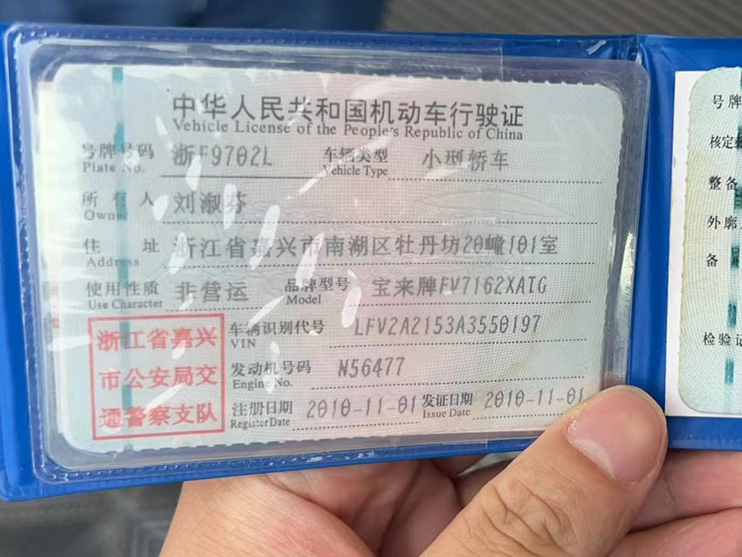 中华人民共和国机动车行驶证
Vehicle License of the People's Republic of China
号牌号码 浙F9702L 车辆类型 小型轿车
Plate No. Vehicle Type
所有人 刘淑芬
Owner
住址 浙江省嘉兴市南湖区牡丹坊20幢101室
Address
使用性质 非营运 品牌型号 宝来牌FV7162XATG
Use Character Model
浙江省嘉兴
市公安局交
通警察支队
车辆识别代号 LFV2A2153A3550197
VIN
发动机号码 N56477
Engine No.
注册日期 2010-11-01 发证日期 2010-11-01
Register Date Issue Date
号牌
核定
整备
外廓
备
检验记